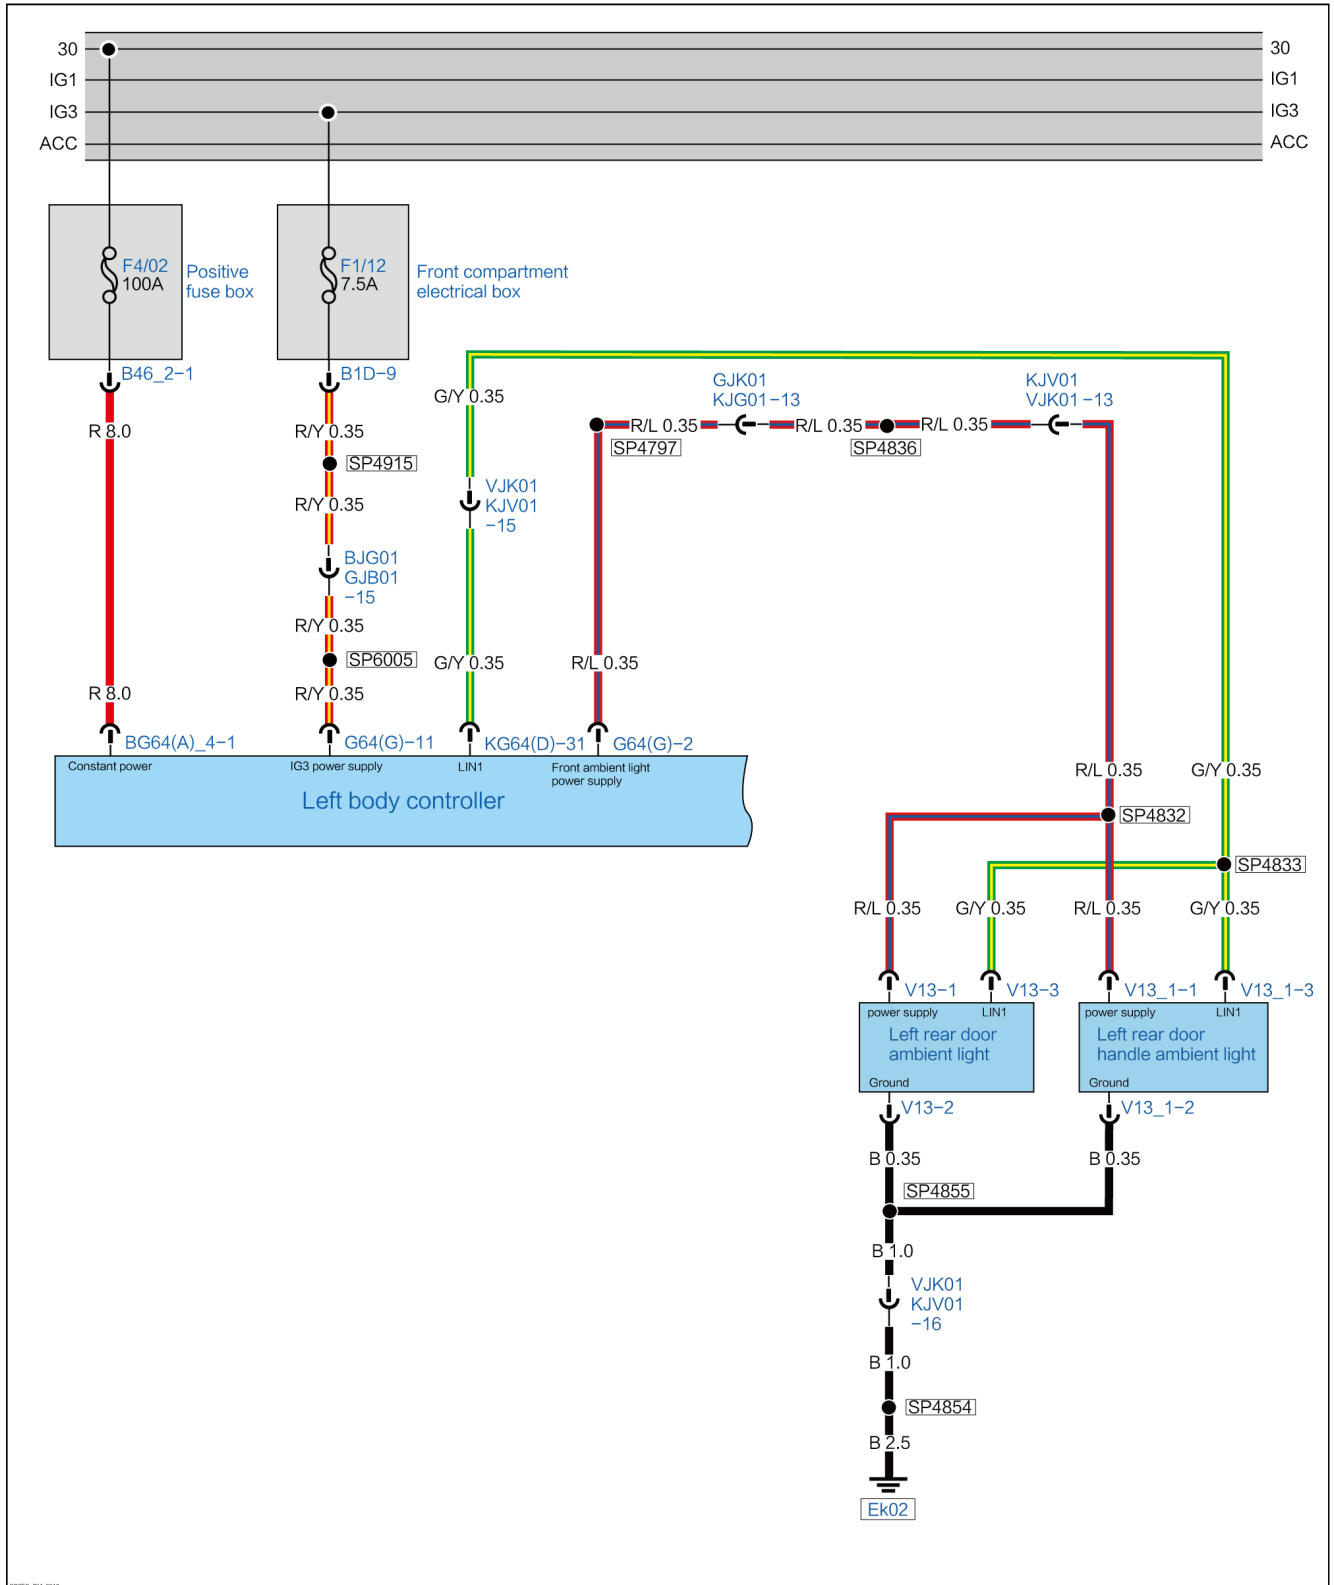 30
30
IG1
IG1
IG3
IG3
ACC
ACC
F4/02
100A
Positive
fuse box
F1/12
7.5A
Front compartment
electrical box
B46_2-1
B1D-9
R 8.0
R/Y 0.35
G/Y 0.35
GJK01
KJG01-13
KJV01
VJK01-13
R/L 0.35
R/L 0.35
R/L 0.35
SP4797
SP4836
SP4915
R/Y 0.35
VJK01
KJV01
-15
BJG01
GJB01
-15
R/Y 0.35
SP6005
G/Y 0.35
R/L 0.35
R 8.0
R/Y 0.35
BG64(A)_4-1
G64(G)-11
KG64(D)-31
G64(G)-2
Constant power
IG3 power supply
LIN1
Front ambient light
power supply
Left body controller
R/L 0.35
G/Y 0.35
SP4832
SP4833
R/L 0.35
G/Y 0.35
R/L 0.35
G/Y 0.35
V13-1
V13-3
V13_1-1
V13_1-3
power supply
LIN1
power supply
LIN1
Left rear door
ambient light
Left rear door
handle ambient light
Ground
Ground
V13-2
V13_1-2
B 0.35
B 0.35
SP4855
B 1.0
VJK01
KJV01
-16
B 1.0
SP4854
B 2.5
Ek02